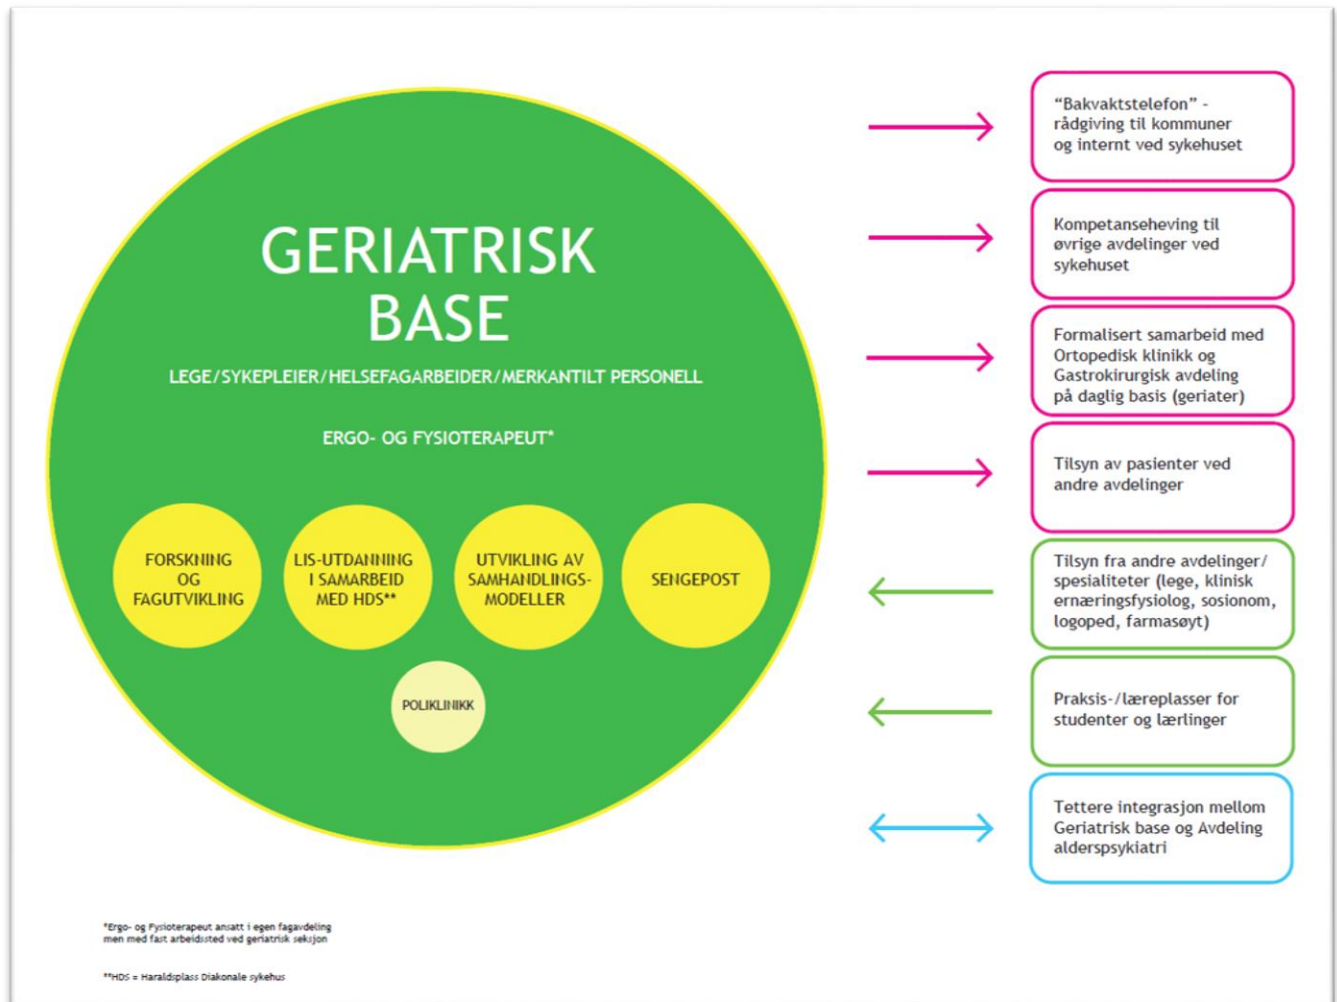 GERIATRISK
BASE
LEGE/SYKEPLEIER/HELSEFAGARBEIDER/MERKANTILT PERSONELL
ERGO- OG FYSIOTERAPEUT*
FORSKNING
OG
FAGUTVIKLING
LIS-UTDANNING
I SAMARBEID
MED HDS**
UTVIKLING AV
SAMHANDLINGS-
MODELLER
SENGEPOST
POLIKLINIKK
“Bakvaktstelefon” -
rådgiving til kommuner
og internt ved sykehuset
Kompetanseheving til
øvrige avdelinger ved
sykehuset
Formalisert samarbeid med
Ortopedisk klinikk og
Gastrokirurgisk avdeling
på daglig basis (geriater)
Tilsyn av pasienter ved
andre avdelinger
Tilsyn fra andre avdelinger/
spesialiteter (lege, klinisk
ernæringsfysiolog, sosionom,
logoped, farmasøyt)
Praksis-/læreplasser for
studenter og lærlinger
Tettere integrasjon mellom
Geriatrisk base og Avdeling
alderspsykiatri
*Ergo- og Fysioterapeut ansatt i egen fagavdeling
men med fast arbeidssted ved geriatrisk seksjon
**HDS = Haraldsplass Diakonale sykehus